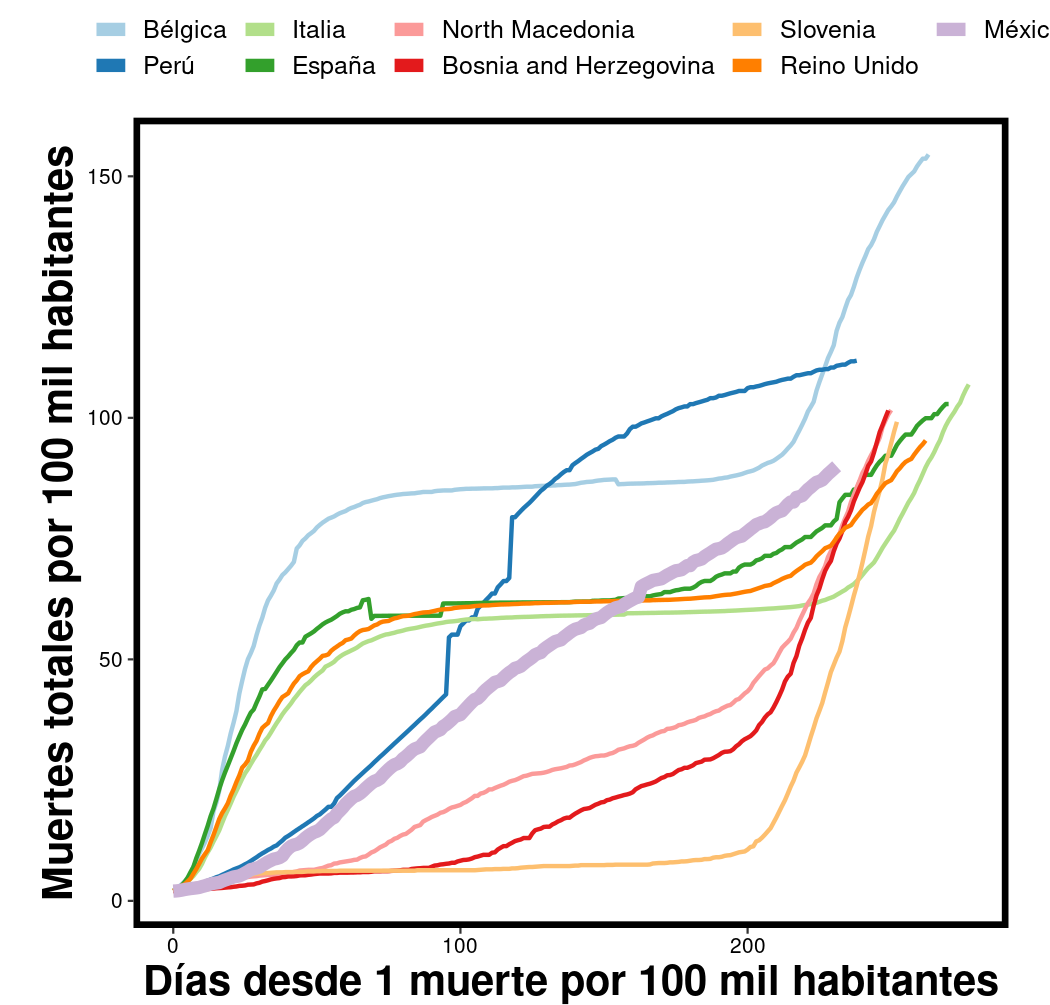 Bélgica Italia North Macedonia Slovenia Méxic
Perú España Bosnia and Herzegovina Reino Unido
150
100
50
0
Muertes totales por 100 mil habitantes
0 100 200
Días desde 1 muerte por 100 mil habitantes